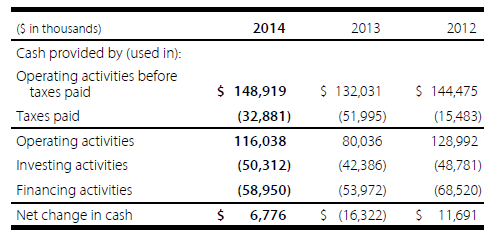 ($ in thousands) 2014 2013 2012
Cash provided by (used in):
Operating activities before
taxes paid $ 148,919 $ 132,031 $ 144,475
Taxes paid (32,881) (51,995) (15,483)
Operating activities 116,038 80,036 128,992
Investing activities (50,312) (42,386) (48,781)
Financing activities (58,950) (53,972) (68,520)
Net change in cash $ 6,776 $ (16,322) $ 11,691